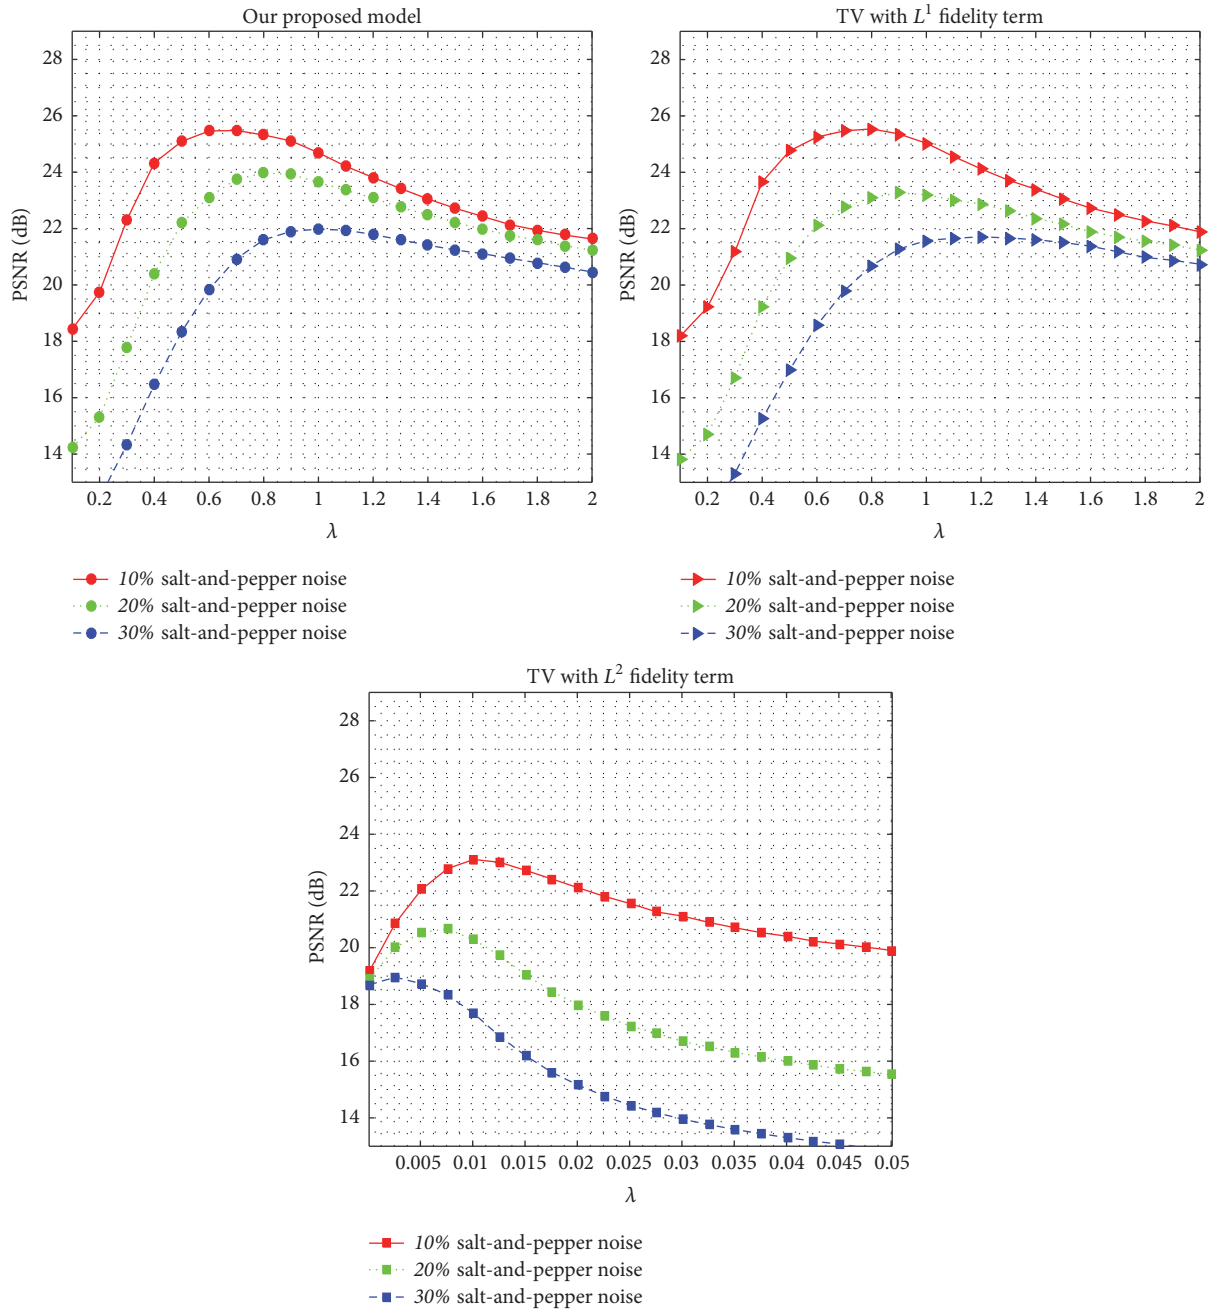 Our proposed model
28
26
24
22
20
18
16
14
PSNR (dB)
0.2 0.4 0.6 0.8 1 1.2 1.4 1.6 1.8 2
λ
10% salt-and-pepper noise
20% salt-and-pepper noise
30% salt-and-pepper noise
TV with L¹ fidelity term
28
26
24
22
20
18
16
14
PSNR (dB)
0.2 0.4 0.6 0.8 1 1.2 1.4 1.6 1.8 2
λ
10% salt-and-pepper noise
20% salt-and-pepper noise
30% salt-and-pepper noise
TV with L² fidelity term
28
26
24
22
20
18
16
14
PSNR (dB)
0.005 0.01 0.015 0.02 0.025 0.03 0.035 0.04 0.045 0.05
λ
10% salt-and-pepper noise
20% salt-and-pepper noise
30% salt-and-pepper noise